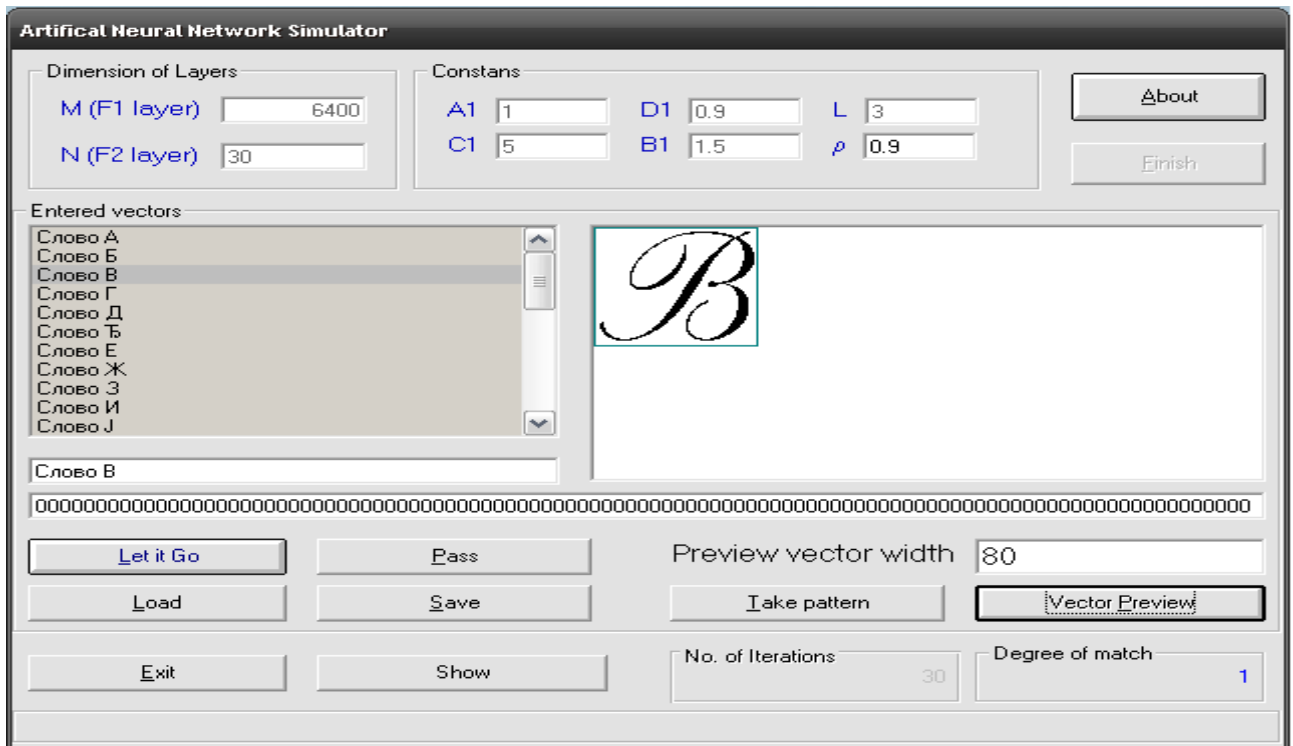 Artifical Neural Network Simulator
Dimension of Layers
M (F1 layer) 6400
N (F2 layer) 30
Constans
A1 1 D1 0.9 L 3
C1 5 B1 1.5 ρ 0.9
About
Finish
Entered vectors
Слово А
Слово Б
Слово В
Слово Г
Слово Д
Слово Ђ
Слово Е
Слово Ж
Слово З
Слово И
Слово Ј
B
Слово В
Let it Go Pass Preview vector width 80
Load Save Take pattern Vector Preview
Exit Show
No. of Iterations
30
Degree of match
1